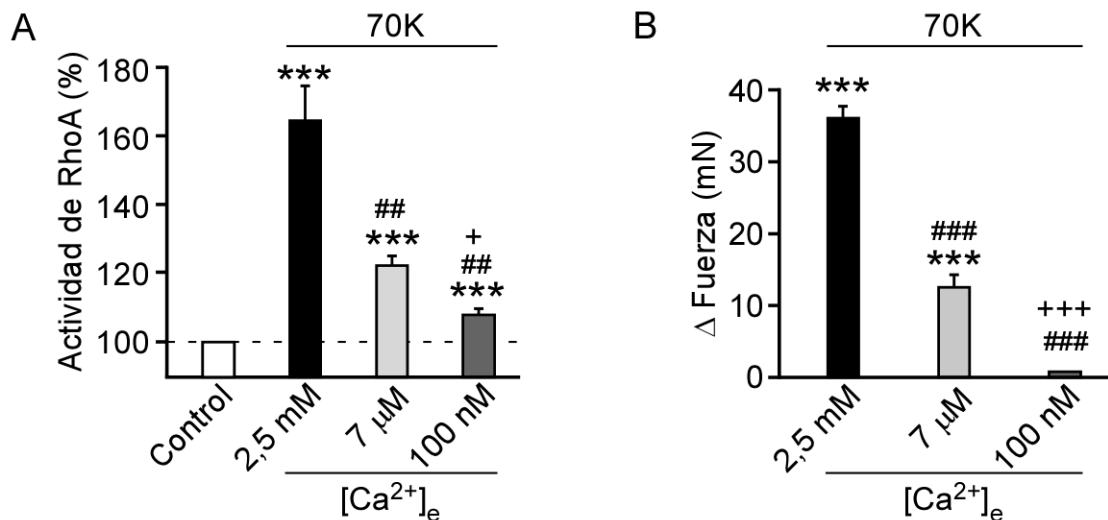 A
70K
Actividad de RhoA (%)
180
160
140
120
100
***
##
***
+
##
***
Control
2,5 mM
7 μM
100 nM
[Ca²⁺]ₑ
B
70K
Δ Fuerza (mN)
40
30
20
10
0
***
###
***
+++
###
2,5 mM
7 μM
100 nM
[Ca²⁺]ₑ